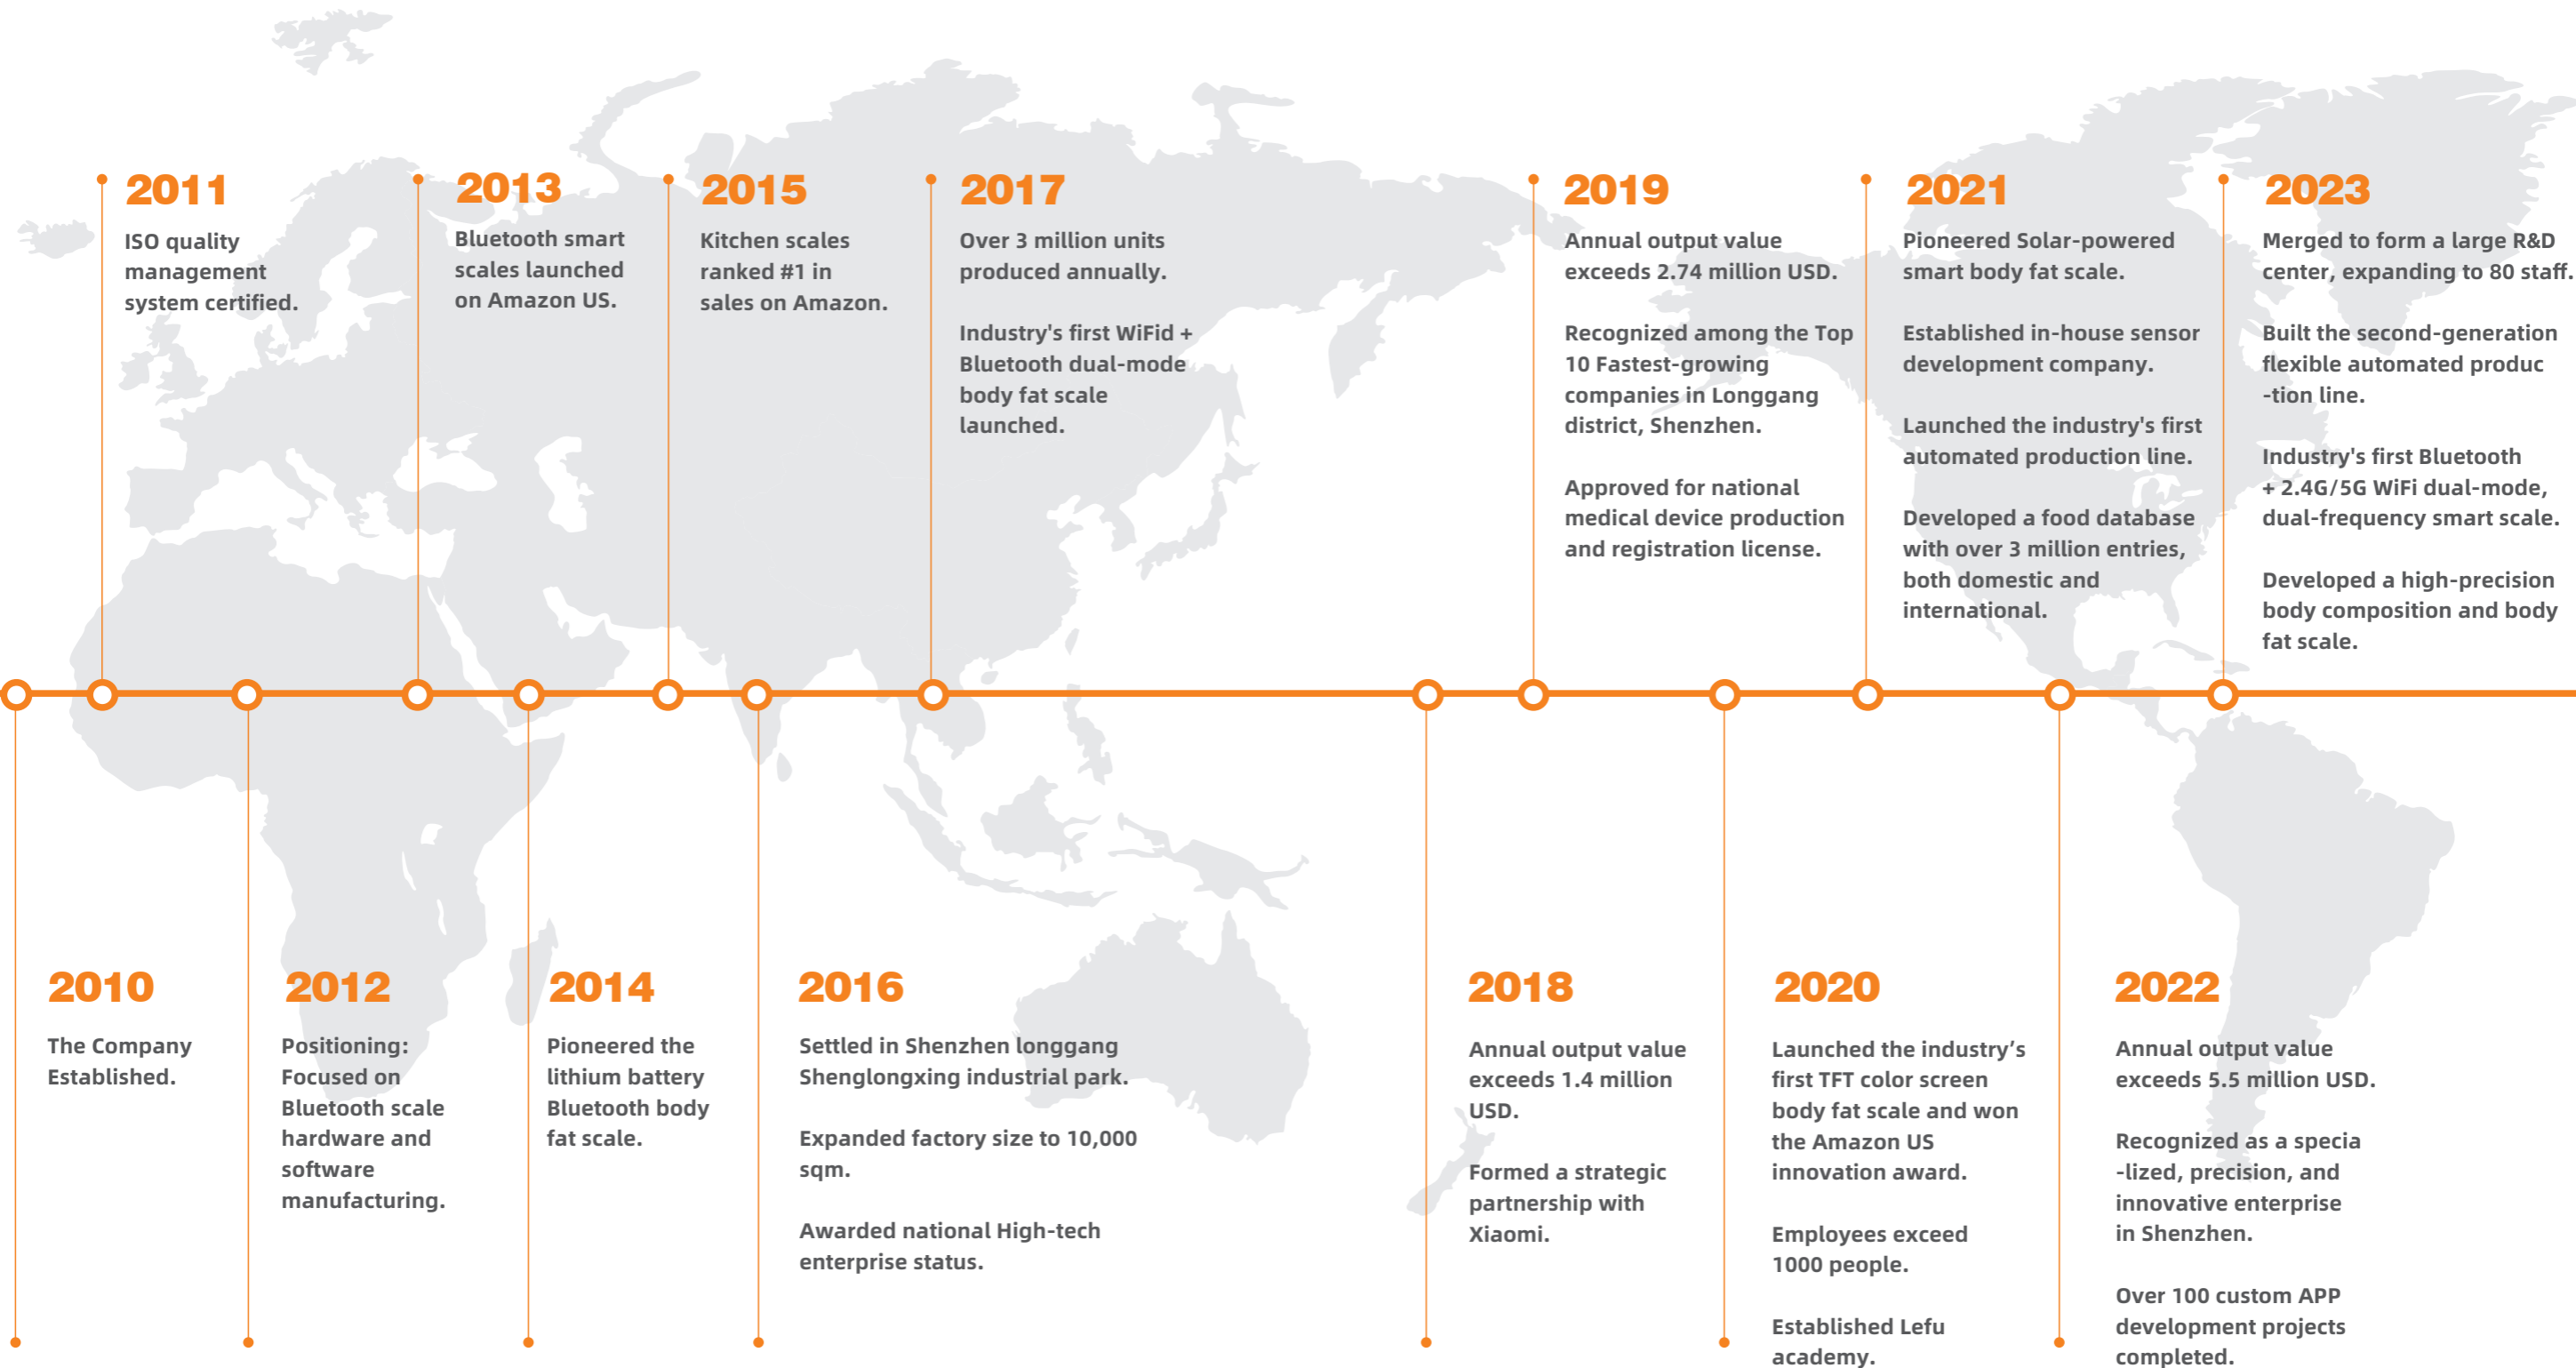 2011
ISO quality
management
system certified.
2013
Bluetooth smart
scales launched
on Amazon US.
2015
Kitchen scales
ranked #1 in
sales on Amazon.
2017
Over 3 million units
produced annually.
Industry's first WiFid +
Bluetooth dual-mode
body fat scale
launched.
2019
Annual output value
exceeds 2.74 million USD.
Recognized among the Top
10 Fastest-growing
companies in Longgang
district, Shenzhen.
Approved for national
medical device production
and registration license.
2021
Pioneered Solar-powered
smart body fat scale.
Established in-house sensor
development company.
Launched the industry's first
automated production line.
Developed a food database
with over 3 million entries,
both domestic and
international.
2023
Merged to form a large R&D
center, expanding to 80 staff.
Built the second-generation
flexible automated produc
-tion line.
Industry's first Bluetooth
+ 2.4G/5G WiFi dual-mode,
dual-frequency smart scale.
Developed a high-precision
body composition and body
fat scale.
2010
The Company
Established.
2012
Positioning:
Focused on
Bluetooth scale
hardware and
software
manufacturing.
2014
Pioneered the
lithium battery
Bluetooth body
fat scale.
2016
Settled in Shenzhen longgang
Shenglongxing industrial park.
Expanded factory size to 10,000
sqm.
Awarded national High-tech
enterprise status.
2018
Annual output value
exceeds 1.4 million
USD.
Formed a strategic
partnership with
Xiaomi.
2020
Launched the industry’s
first TFT color screen
body fat scale and won
the Amazon US
innovation award.
Employees exceed
1000 people.
Established Lefu
academy.
2022
Annual output value
exceeds 5.5 million USD.
Recognized as a specia
-lized, precision, and
innovative enterprise
in Shenzhen.
Over 100 custom APP
development projects
completed.